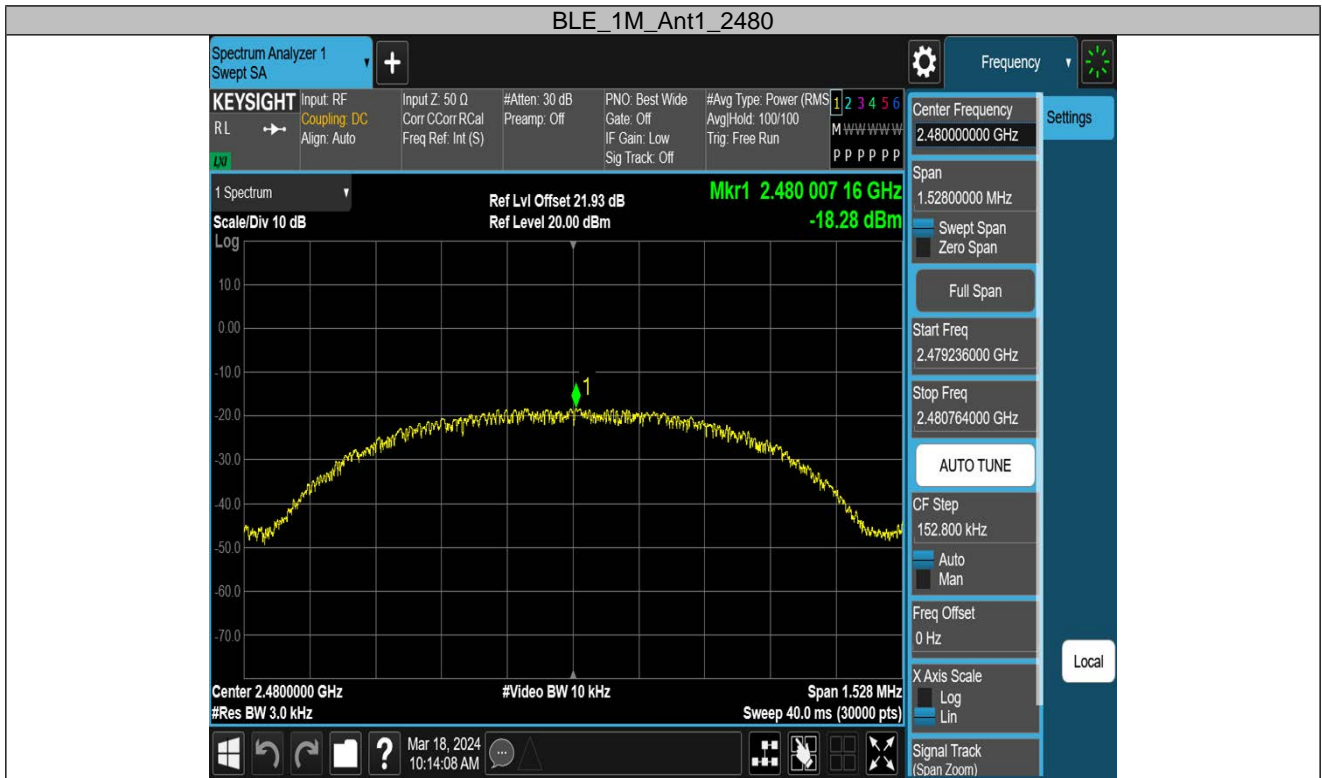 BLE_1M_Ant1_2480
Spectrum Analyzer 1
Swept SA
Frequency
KEYSIGHT
RL
LXI
Input: RF
Coupling: DC
Align: Auto
Input Z: 50 Ω
Corr CCorr RCal
Freq Ref: Int (S)
#Atten: 30 dB
Preamp: Off
PNO: Best Wide
Gate: Off
IF Gain: Low
Sig Track: Off
#Avg Type: Power (RMS
Avg|Hold: 100/100
Trig: Free Run
1 2 3 4 5 6
M W W W W W
P P P P P P
1 Spectrum
Scale/Div 10 dB
Log
Ref Lvl Offset 21.93 dB
Ref Level 20.00 dBm
Mkr1 2.480 007 16 GHz
-18.28 dBm
10.0
0.00
-10.0
1
-20.0
-30.0
-40.0
-50.0
-60.0
-70.0
Center 2.4800000 GHz
#Video BW 10 kHz
Span 1.528 MHz
#Res BW 3.0 kHz
Sweep 40.0 ms (30000 pts)
?
Mar 18, 2024
10:14:08 AM
Center Frequency
2.480000000 GHz
Settings
Span
1.52800000 MHz
Swept Span
Zero Span
Full Span
Start Freq
2.479236000 GHz
Stop Freq
2.480764000 GHz
AUTO TUNE
CF Step
152.800 kHz
Auto
Man
Freq Offset
0 Hz
X Axis Scale
Log
Lin
Local
Signal Track
(Span Zoom)